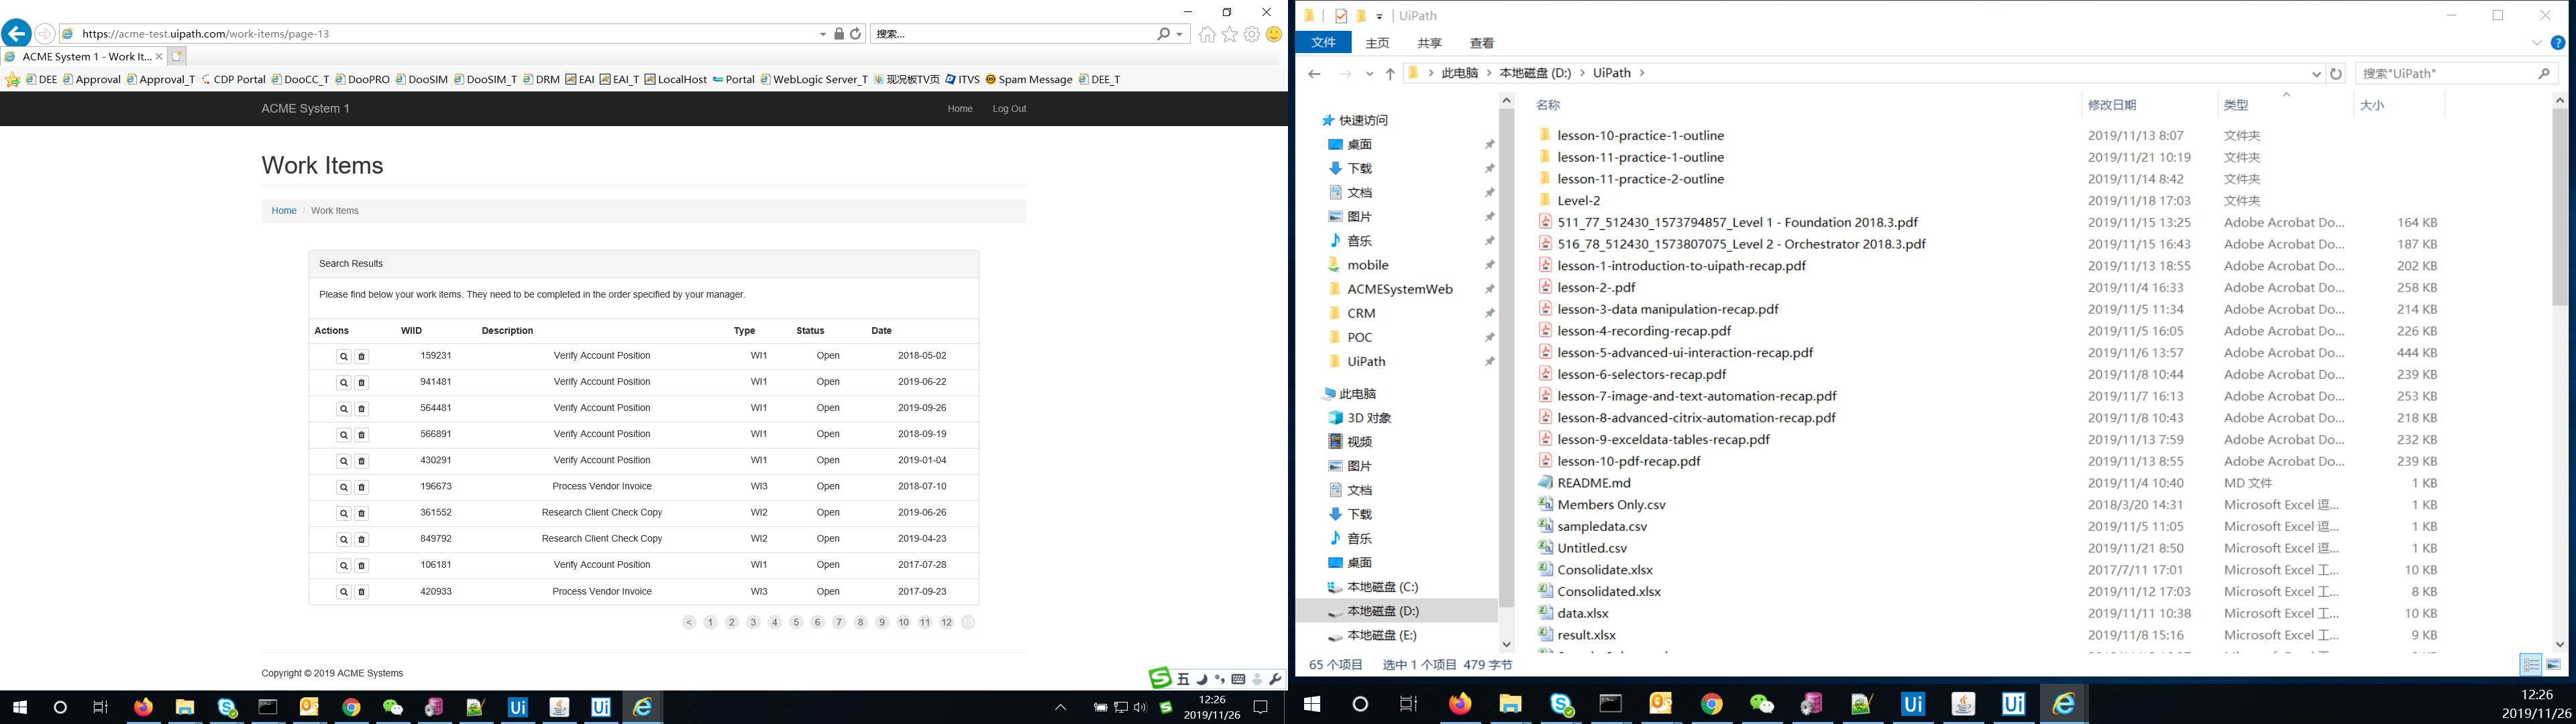 https://acme-test.uipath.com/work-items/page-13
搜索...
ACME System 1 - Work It...
DEE Approval Approval_T CDP Portal DooCC_T DooPRO DooSIM DooSIM_T DRM EAI EAI_T LocalHost Portal WebLogic Server_T 现况板TV页 ITVS Spam Message DEE_T
ACME System 1 Home Log Out
Work Items
Home / Work Items
Search Results
Please find below your work items. They need to be completed in the order specified by your manager.
Actions WIID Description Type Status Date
159231 Verify Account Position WI1 Open 2018-05-02
941481 Verify Account Position WI1 Open 2019-06-22
564481 Verify Account Position WI1 Open 2019-09-26
566891 Verify Account Position WI1 Open 2018-09-19
430291 Verify Account Position WI1 Open 2019-01-04
196673 Process Vendor Invoice WI3 Open 2018-07-10
361552 Research Client Check Copy WI2 Open 2019-06-26
849792 Research Client Check Copy WI2 Open 2019-04-23
106181 Verify Account Position WI1 Open 2017-07-28
420933 Process Vendor Invoice WI3 Open 2017-09-23
< 1 2 3 4 5 6 7 8 9 10 11 12 13
Copyright © 2019 ACME Systems
五
12:26
2019/11/26
UiPath
文件 主页 共享 查看
此电脑 > 本地磁盘 (D:) > UiPath >
搜索"UiPath"
快速访问
桌面
下载
文档
图片
音乐
mobile
ACMESystemWeb
CRM
POC
UiPath
此电脑
3D 对象
视频
图片
文档
下载
音乐
桌面
本地磁盘 (C:)
本地磁盘 (D:)
本地磁盘 (E:)
名称 修改日期 类型 大小
lesson-10-practice-1-outline 2019/11/13 8:07 文件夹
lesson-11-practice-1-outline 2019/11/21 10:19 文件夹
lesson-11-practice-2-outline 2019/11/14 8:42 文件夹
Level-2 2019/11/18 17:03 文件夹
511_77_512430_1573794857_Level 1 - Foundation 2018.3.pdf 2019/11/15 13:25 Adobe Acrobat Do... 164 KB
516_78_512430_1573807075_Level 2 - Orchestrator 2018.3.pdf 2019/11/15 16:43 Adobe Acrobat Do... 187 KB
lesson-1-introduction-to-uipath-recap.pdf 2019/11/13 18:55 Adobe Acrobat Do... 202 KB
lesson-2-.pdf 2019/11/4 16:33 Adobe Acrobat Do... 258 KB
lesson-3-data manipulation-recap.pdf 2019/11/5 11:34 Adobe Acrobat Do... 214 KB
lesson-4-recording-recap.pdf 2019/11/5 16:05 Adobe Acrobat Do... 226 KB
lesson-5-advanced-ui-interaction-recap.pdf 2019/11/6 13:57 Adobe Acrobat Do... 444 KB
lesson-6-selectors-recap.pdf 2019/11/8 10:44 Adobe Acrobat Do... 239 KB
lesson-7-image-and-text-automation-recap.pdf 2019/11/7 16:13 Adobe Acrobat Do... 253 KB
lesson-8-advanced-citrix-automation-recap.pdf 2019/11/8 10:43 Adobe Acrobat Do... 218 KB
lesson-9-exceldata-tables-recap.pdf 2019/11/13 7:59 Adobe Acrobat Do... 232 KB
lesson-10-pdf-recap.pdf 2019/11/13 8:55 Adobe Acrobat Do... 239 KB
README.md 2019/11/4 10:40 MD 文件 1 KB
Members Only.csv 2018/3/20 14:31 Microsoft Excel 逗... 1 KB
sampledata.csv 2019/11/5 11:05 Microsoft Excel 逗... 1 KB
Untitled.csv 2019/11/21 8:50 Microsoft Excel 逗... 1 KB
Consolidate.xlsx 2017/7/11 17:01 Microsoft Excel 工... 10 KB
Consolidated.xlsx 2019/11/12 17:03 Microsoft Excel 工... 8 KB
data.xlsx 2019/11/11 10:38 Microsoft Excel 工... 10 KB
result.xlsx 2019/11/8 15:16 Microsoft Excel 工... 9 KB
65 个项目 选中 1 个项目 479 字节
12:26
2019/11/26